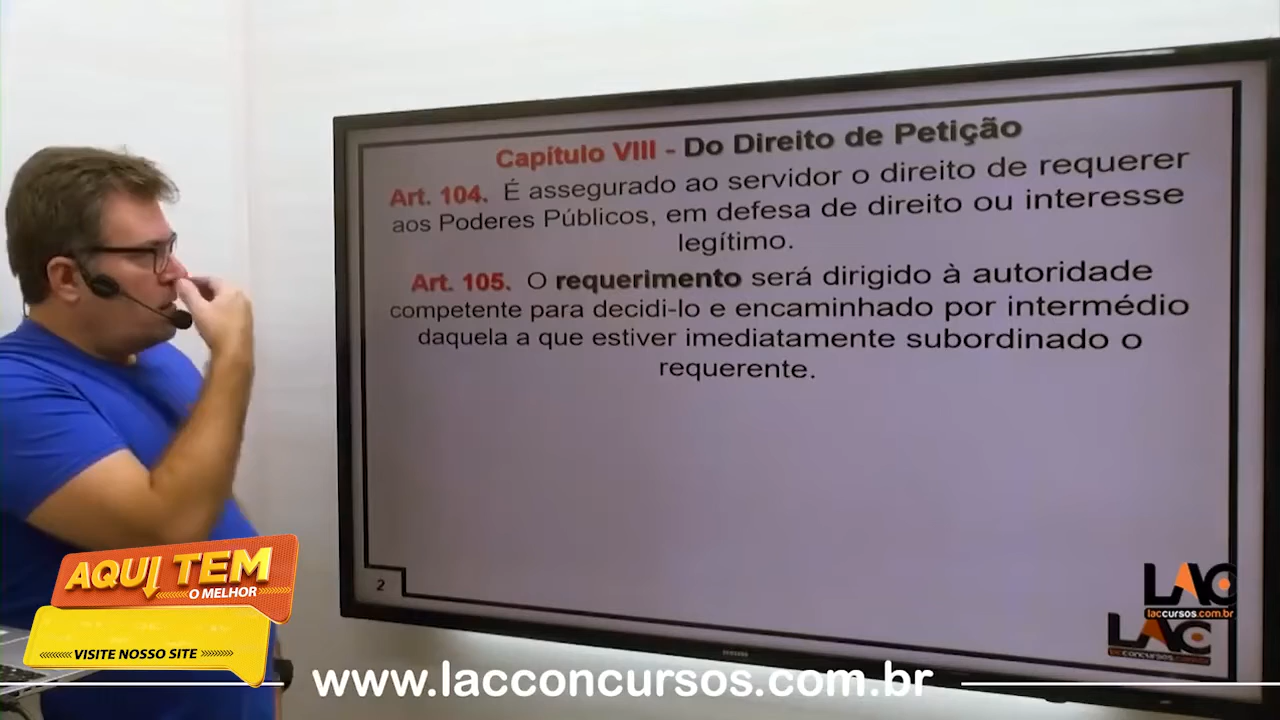 Capítulo VIII - Do Direito de Petição
Art. 104. É assegurado ao servidor o direito de requerer
aos Poderes Públicos, em defesa de direito ou interesse
legítimo.
Art. 105. O requerimento será dirigido à autoridade
competente para decidi-lo e encaminhado por intermédio
daquela a que estiver imediatamente subordinado o
requerente.
2
LAC
laccursos.com.br
LAC
AQUI TEM
O MELHOR
VISITE NOSSO SITE
www.lacconcursos.com.br